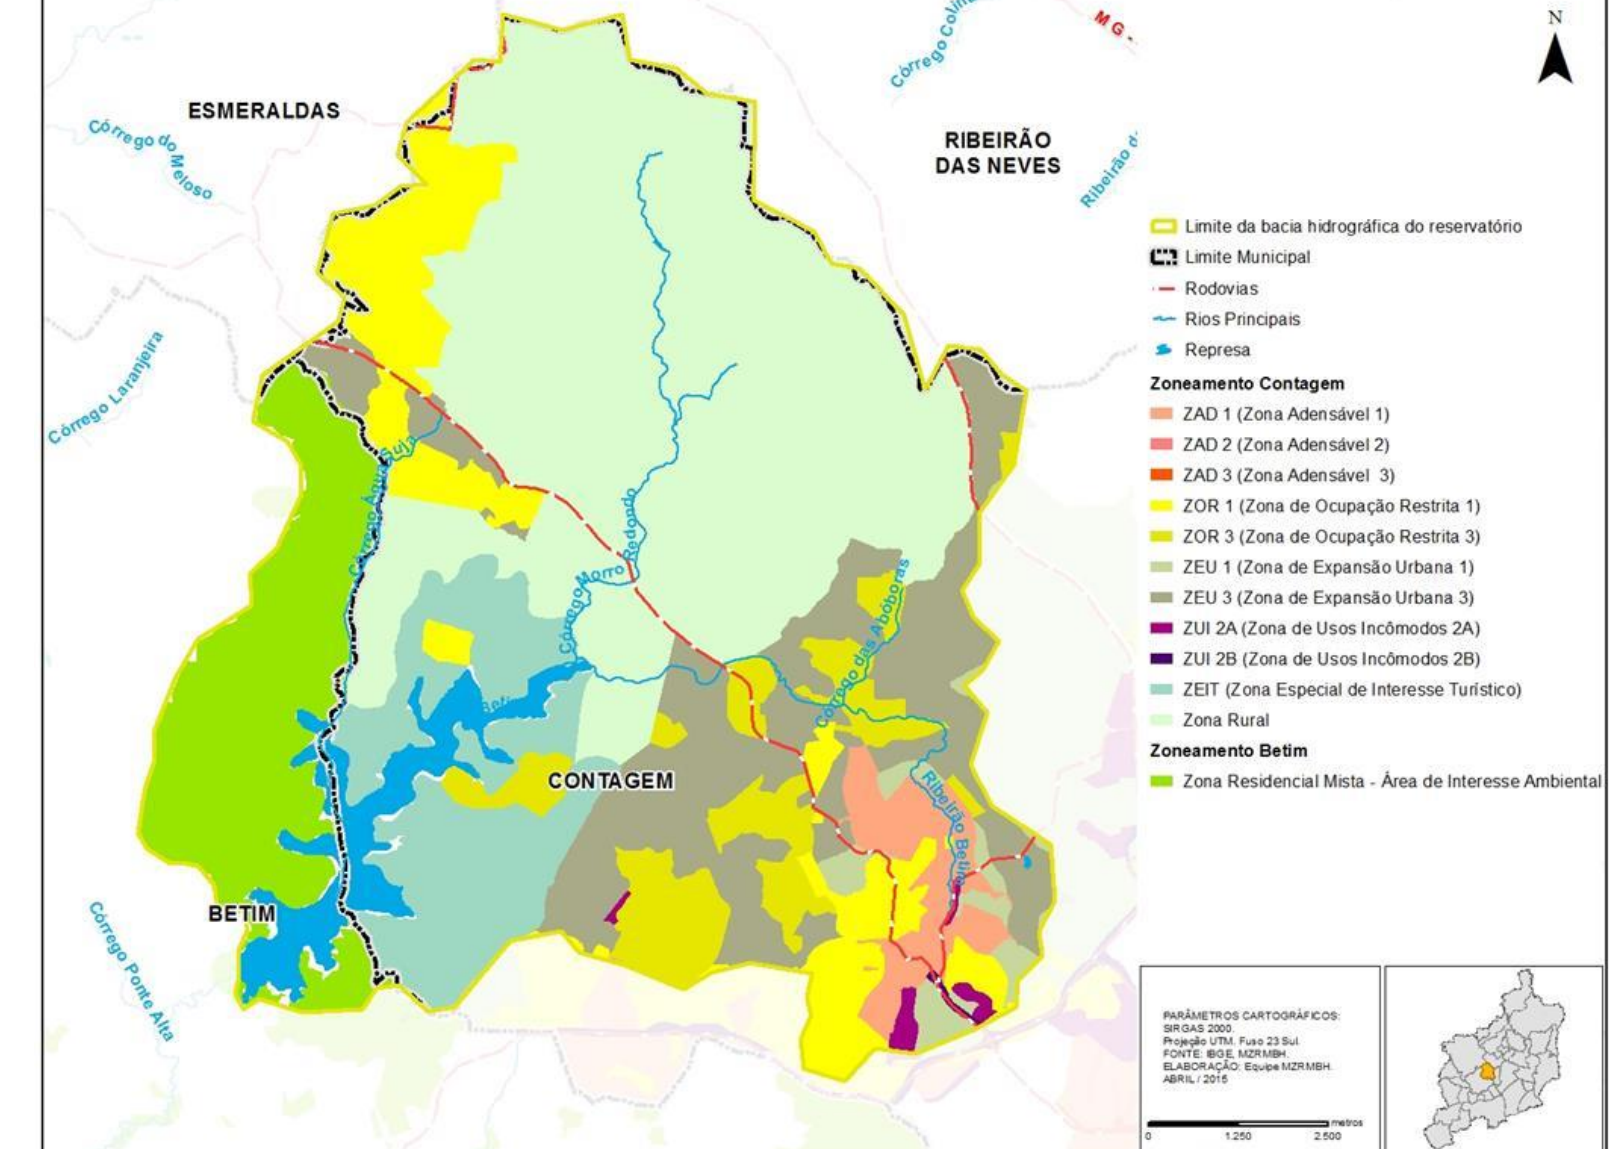 N
Córrego Colin
MG-
ESMERALDAS
RIBEIRÃO
DAS NEVES
Córrego do Meloso
Ribeirão d
Córrego Laranjeira
Córrego Água Suja
Córrego Morro Redondo
Córrego das Abóboras
Betim
CONTAGEM
Ribeirão Betim
BETIM
Córrego Ponte Alta
Limite da bacia hidrográfica do reservatório
Limite Municipal
Rodovias
Rios Principais
Represa
Zoneamento Contagem
ZAD 1 (Zona Adensável 1)
ZAD 2 (Zona Adensável 2)
ZAD 3 (Zona Adensável 3)
ZOR 1 (Zona de Ocupação Restrita 1)
ZOR 3 (Zona de Ocupação Restrita 3)
ZEU 1 (Zona de Expansão Urbana 1)
ZEU 3 (Zona de Expansão Urbana 3)
ZUI 2A (Zona de Usos Incômodos 2A)
ZUI 2B (Zona de Usos Incômodos 2B)
ZEIT (Zona Especial de Interesse Turístico)
Zona Rural
Zoneamento Betim
Zona Residencial Mista - Área de Interesse Ambiental
PARÂMETROS CARTOGRÁFICOS:
SIRGAS 2000.
Projeção UTM. Fuso 23 Sul.
FONTE: IBGE, MZRMBH.
ELABORAÇÃO: Equipe MZRMBH.
ABRIL / 2015
metros
0 1.250 2.500